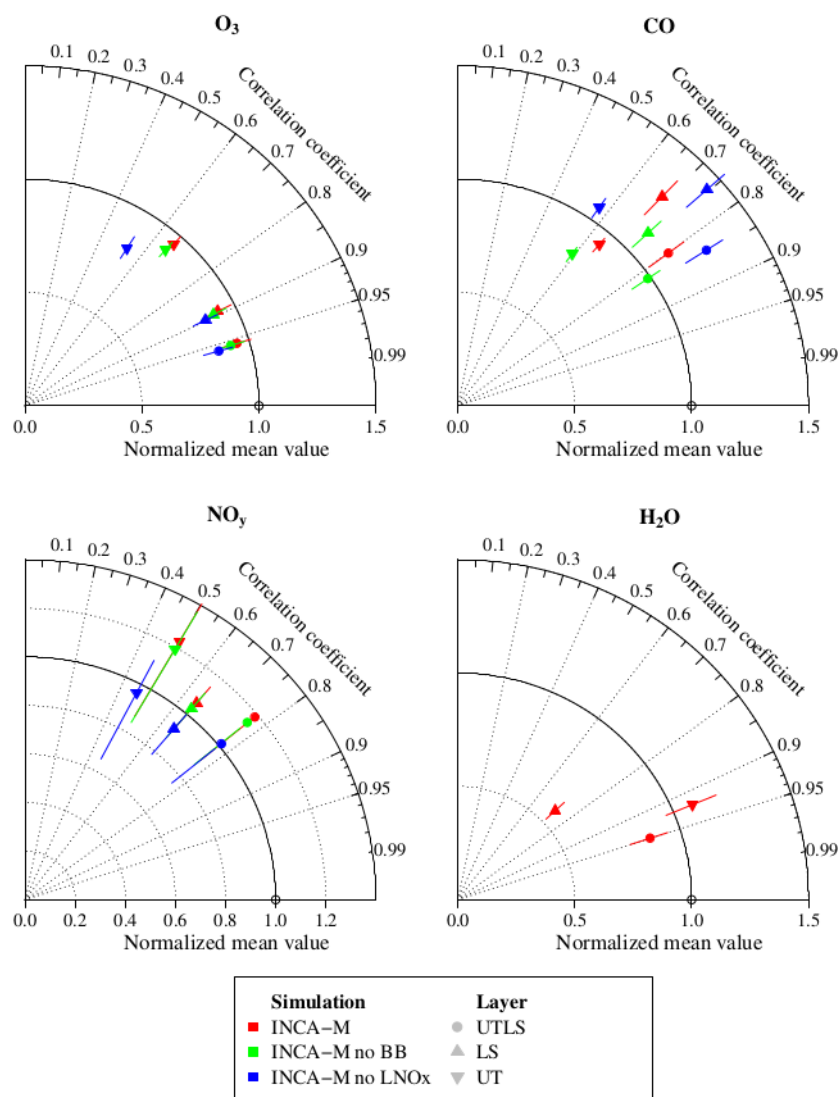 O3
CO
0.1 0.2 0.3 0.4 0.5 0.6 0.7 0.8 0.9 0.95 0.99
Correlation coefficient
0.0 0.5 1.0 1.5
Normalized mean value
0.1 0.2 0.3 0.4 0.5 0.6 0.7 0.8 0.9 0.95 0.99
Correlation coefficient
0.0 0.5 1.0 1.5
Normalized mean value
NOy
H2O
0.1 0.2 0.3 0.4 0.5 0.6 0.7 0.8 0.9 0.95 0.99
Correlation coefficient
0.0 0.2 0.4 0.6 0.8 1.0 1.2
Normalized mean value
0.1 0.2 0.3 0.4 0.5 0.6 0.7 0.8 0.9 0.95 0.99
Correlation coefficient
0.0 0.5 1.0 1.5
Normalized mean value
Simulation Layer
INCA−M UTLS
INCA−M no BB LS
INCA−M no LNOx UT